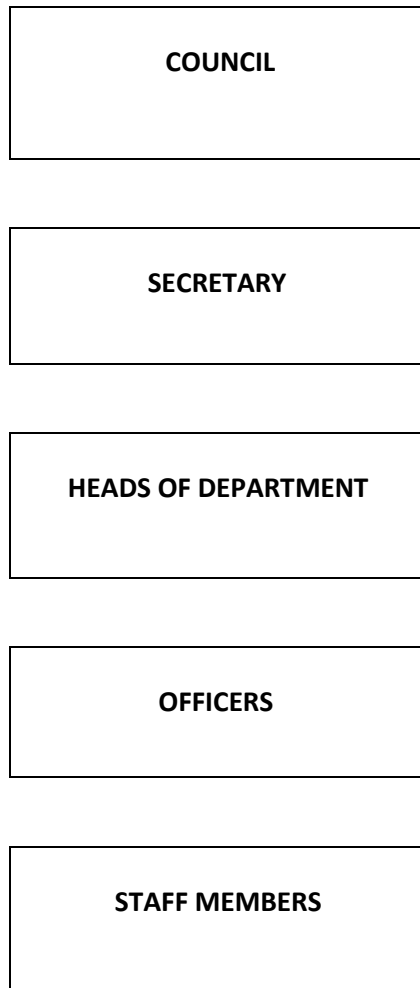 COUNCIL
SECRETARY
HEADS OF DEPARTMENT
OFFICERS
STAFF MEMBERS